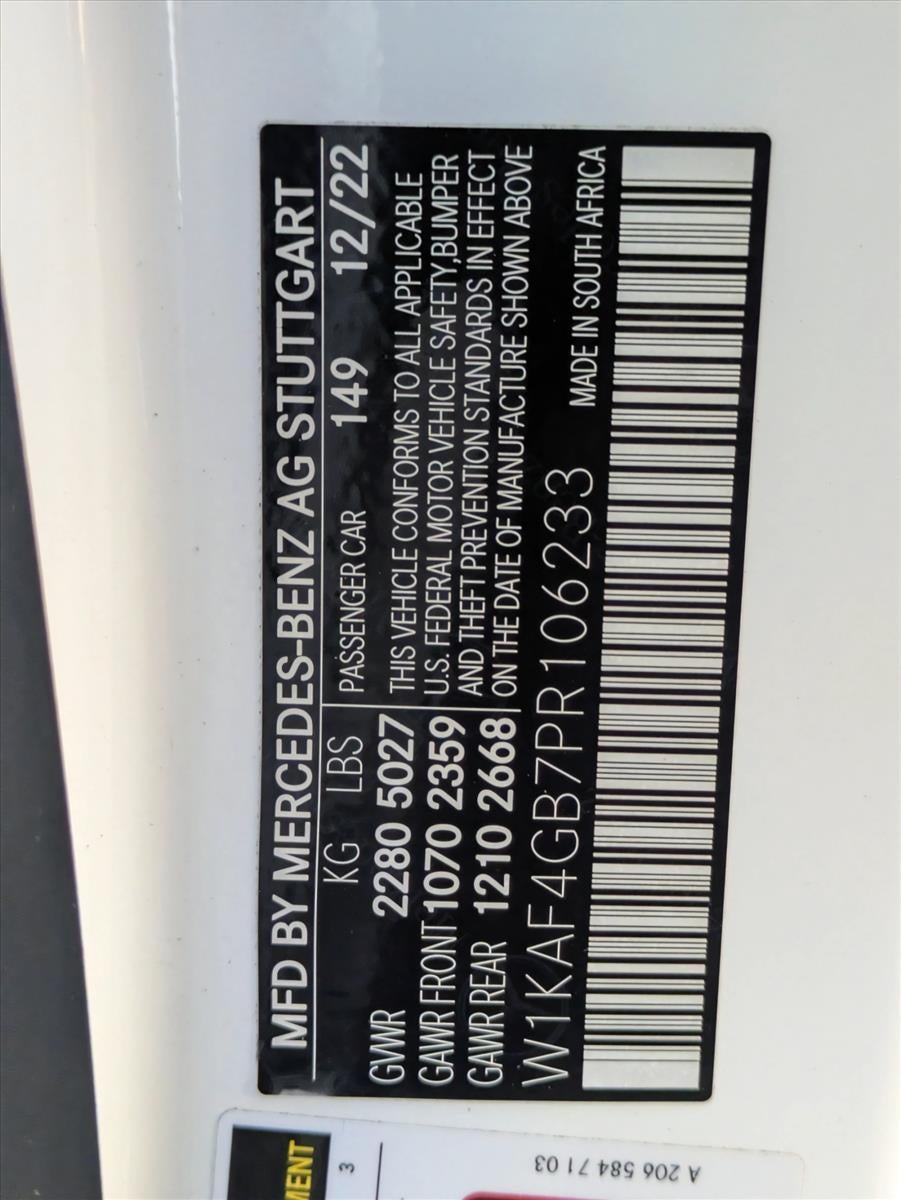 MFD BY MERCEDES-BENZ AG STUTTGART
KG LBS PASSENGER CAR 149 12/22
GVWR 2280 5027 THIS VEHICLE CONFORMS TO ALL APPLICABLE
GAWR FRONT 1070 2359 U.S. FEDERAL MOTOR VEHICLE SAFETY,BUMPER
GAWR REAR 1210 2668 AND THEFT PREVENTION STANDARDS IN EFFECT
ON THE DATE OF MANUFACTURE SHOWN ABOVE
W1KAF4GB7PR106233 MADE IN SOUTH AFRICA
MENT
3
A 206 584 71 03